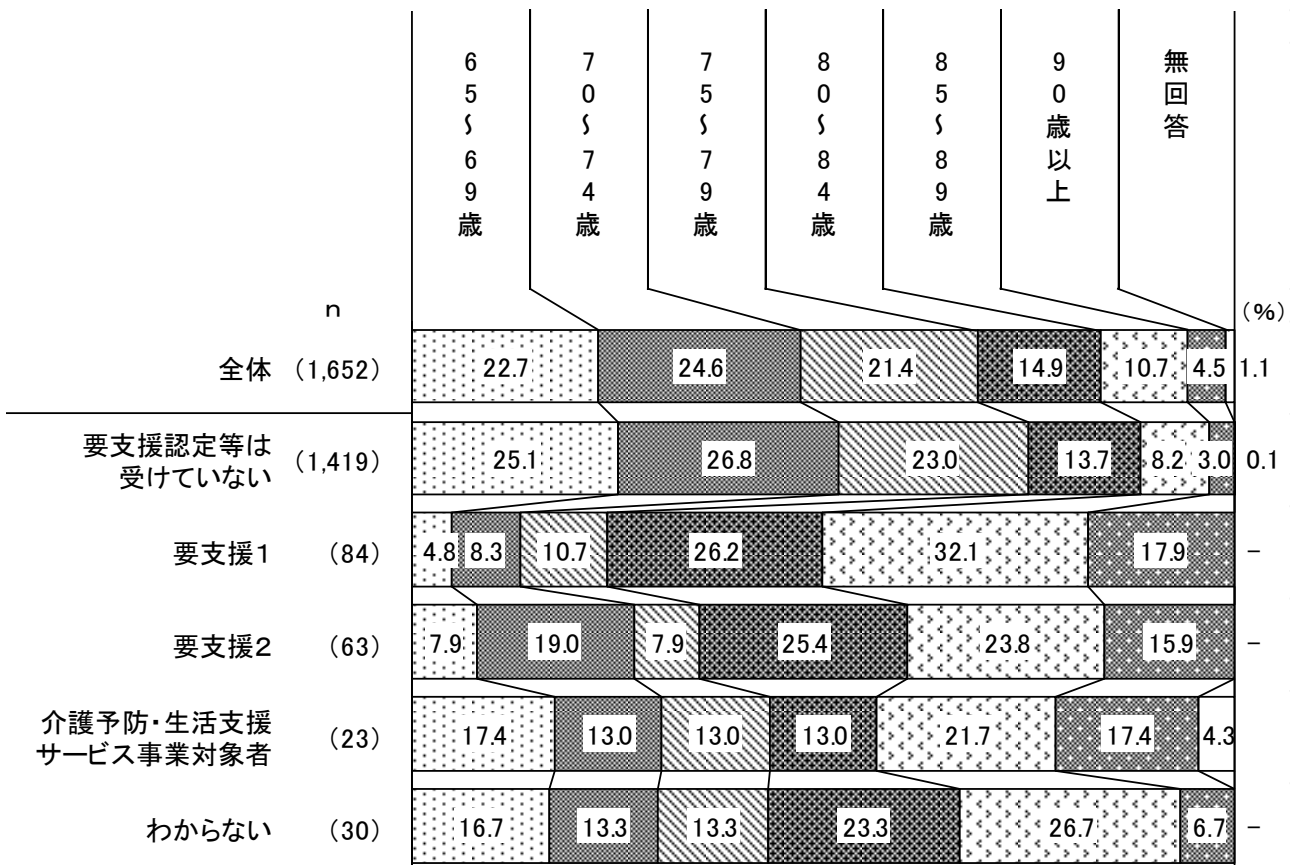 65〜69歳
70〜74歳
75〜79歳
80〜84歳
85〜89歳
90歳以上
無回答
n
(%)
全体 (1,652) 22.7 24.6 21.4 14.9 10.7 4.5 1.1
要支援認定等は
受けていない (1,419) 25.1 26.8 23.0 13.7 8.2 3.0 0.1
要支援1 (84) 4.8 8.3 10.7 26.2 32.1 17.9 -
要支援2 (63) 7.9 19.0 7.9 25.4 23.8 15.9 -
介護予防・生活支援
サービス事業対象者 (23) 17.4 13.0 13.0 13.0 21.7 17.4 4.3
わからない (30) 16.7 13.3 13.3 23.3 26.7 6.7 -